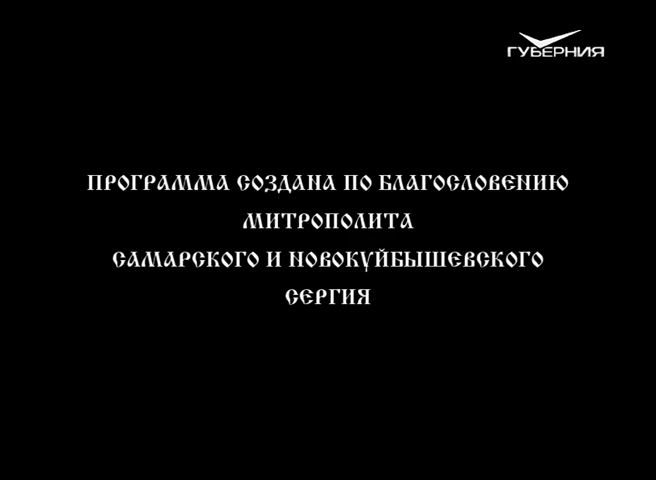 ГУБЕРНИЯ
ПРОГРАММА СОЗДАНА ПО БЛАГОСЛОВЕНИЮ
МИТРОПОЛИТА
САМАРСКОГО И НОВОКУЙБЫШЕВСКОГО
СЕРГИЯ